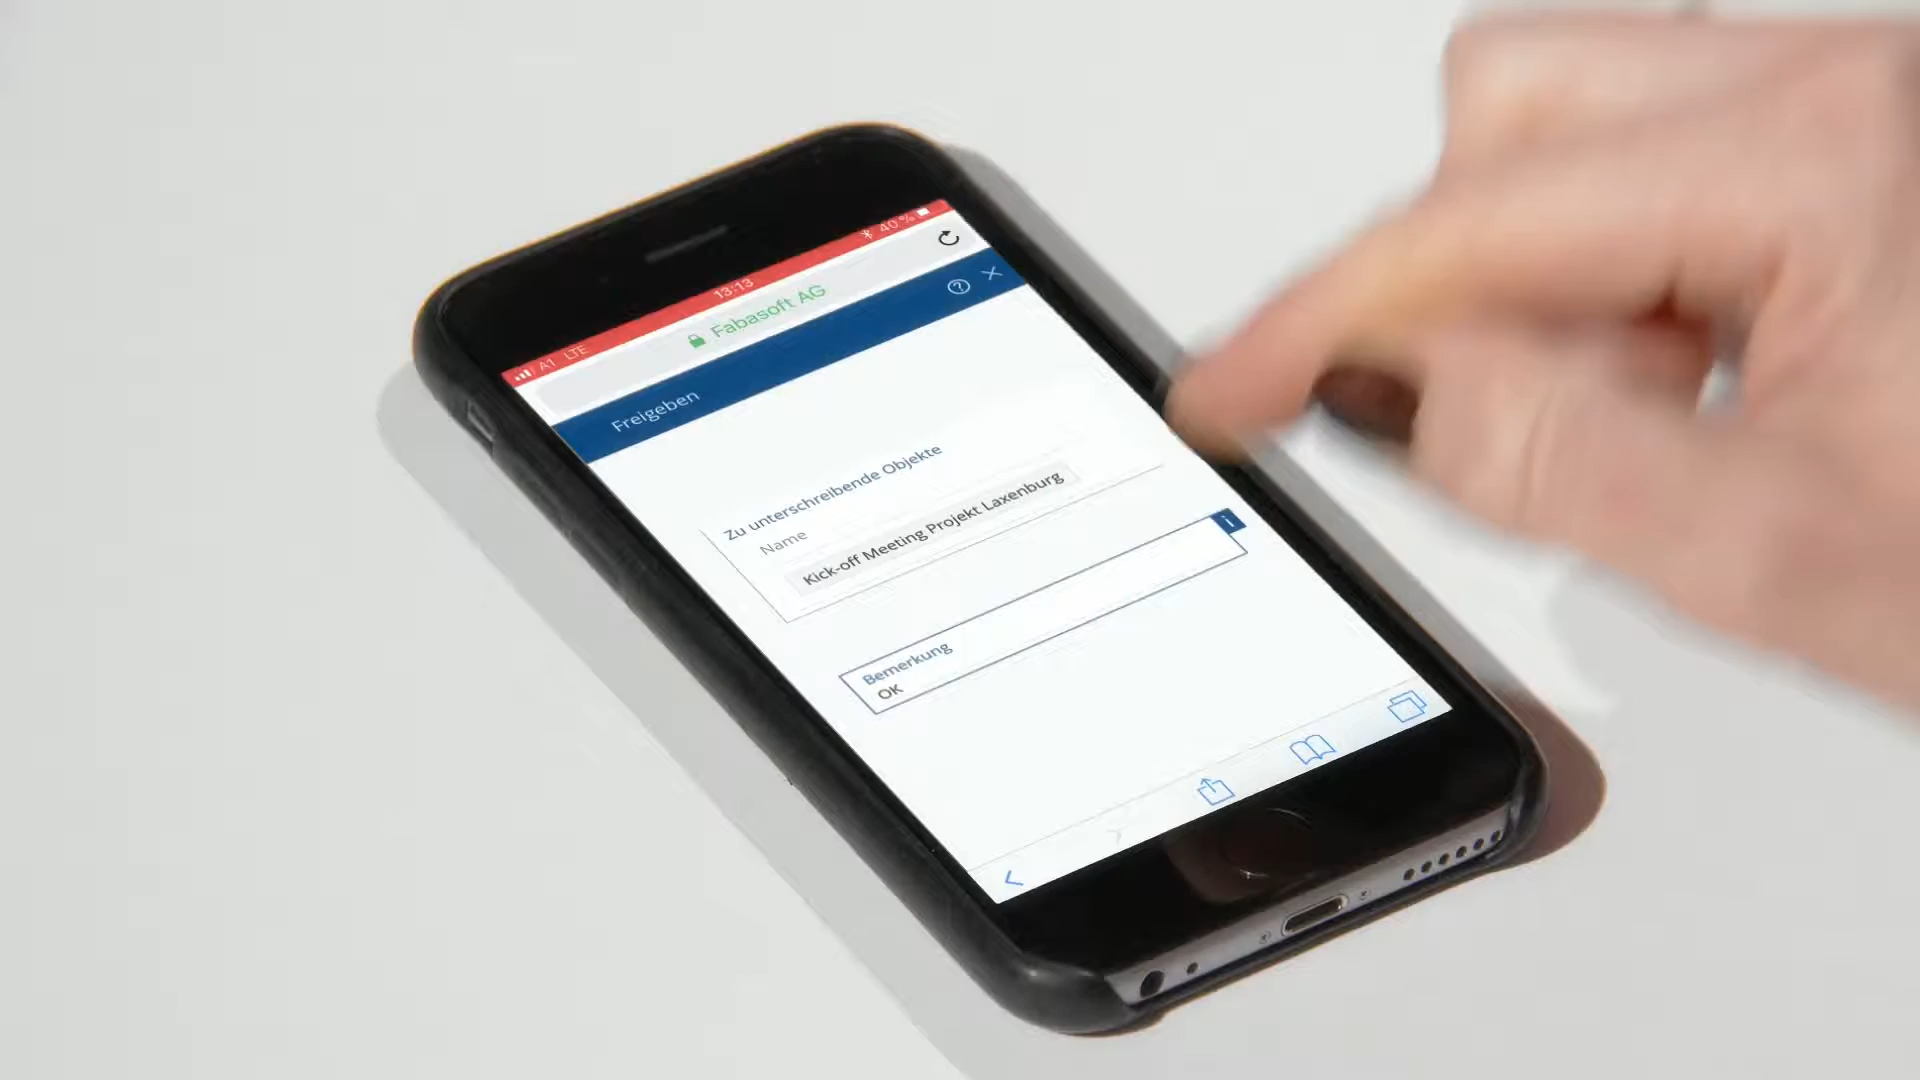 A1 LTE
13:13
40 %
Fabasoft AG
Freigeben
Zu unterschreibende Objekte
Name
Kick-off Meeting Projekt Laxenburg
Bemerkung
OK